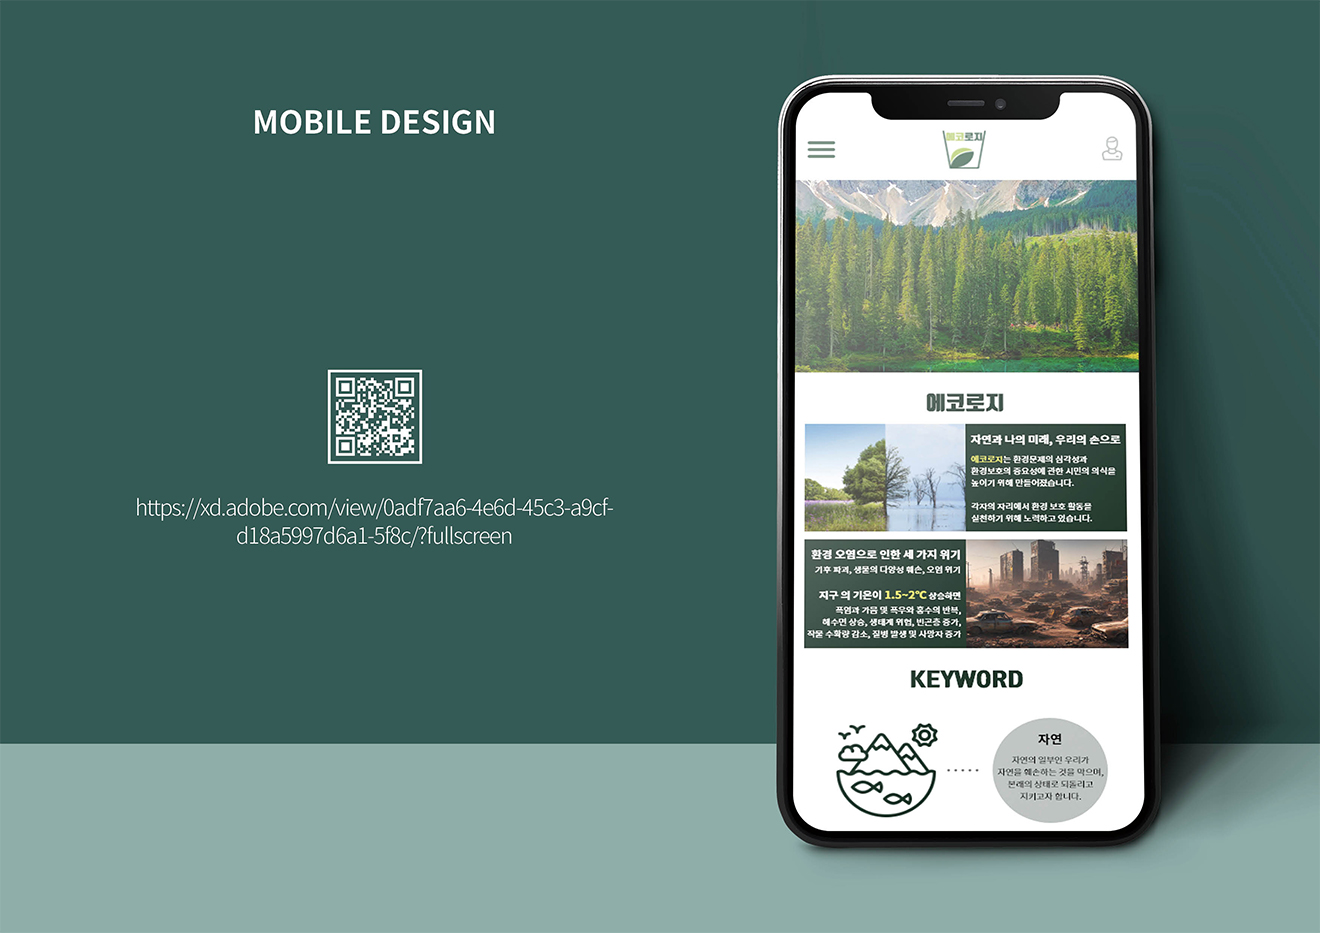 MOBILE DESIGN
https://xd.adobe.com/view/0adf7aa6-4e6d-45c3-a9cf-
d18a5997d6a1-5f8c/?fullscreen
에코로지
에코로지
자연과 나의 미래, 우리의 손으로
에코로지는 환경문제의 심각성과
환경보호의 중요성에 관한 시민의 의식을
높이기 위해 만들어졌습니다.
각자의 자리에서 환경 보호 활동을
실천하기 위해 노력하고 있습니다.
환경 오염으로 인한 세 가지 위기
기후 파괴, 생물의 다양성 훼손, 오염 위기
지구 의 기온이 1.5~2℃ 상승하면
폭염과 가뭄 및 폭우와 홍수의 반복,
해수면 상승, 생태계 위협, 빈곤층 증가,
작물 수확량 감소, 질병 발생 및 사망자 증가
KEYWORD
자연
자연의 일부인 우리가
자연을 훼손하는 것을 막으며,
본래의 상태로 되돌리고
지키고자 합니다.